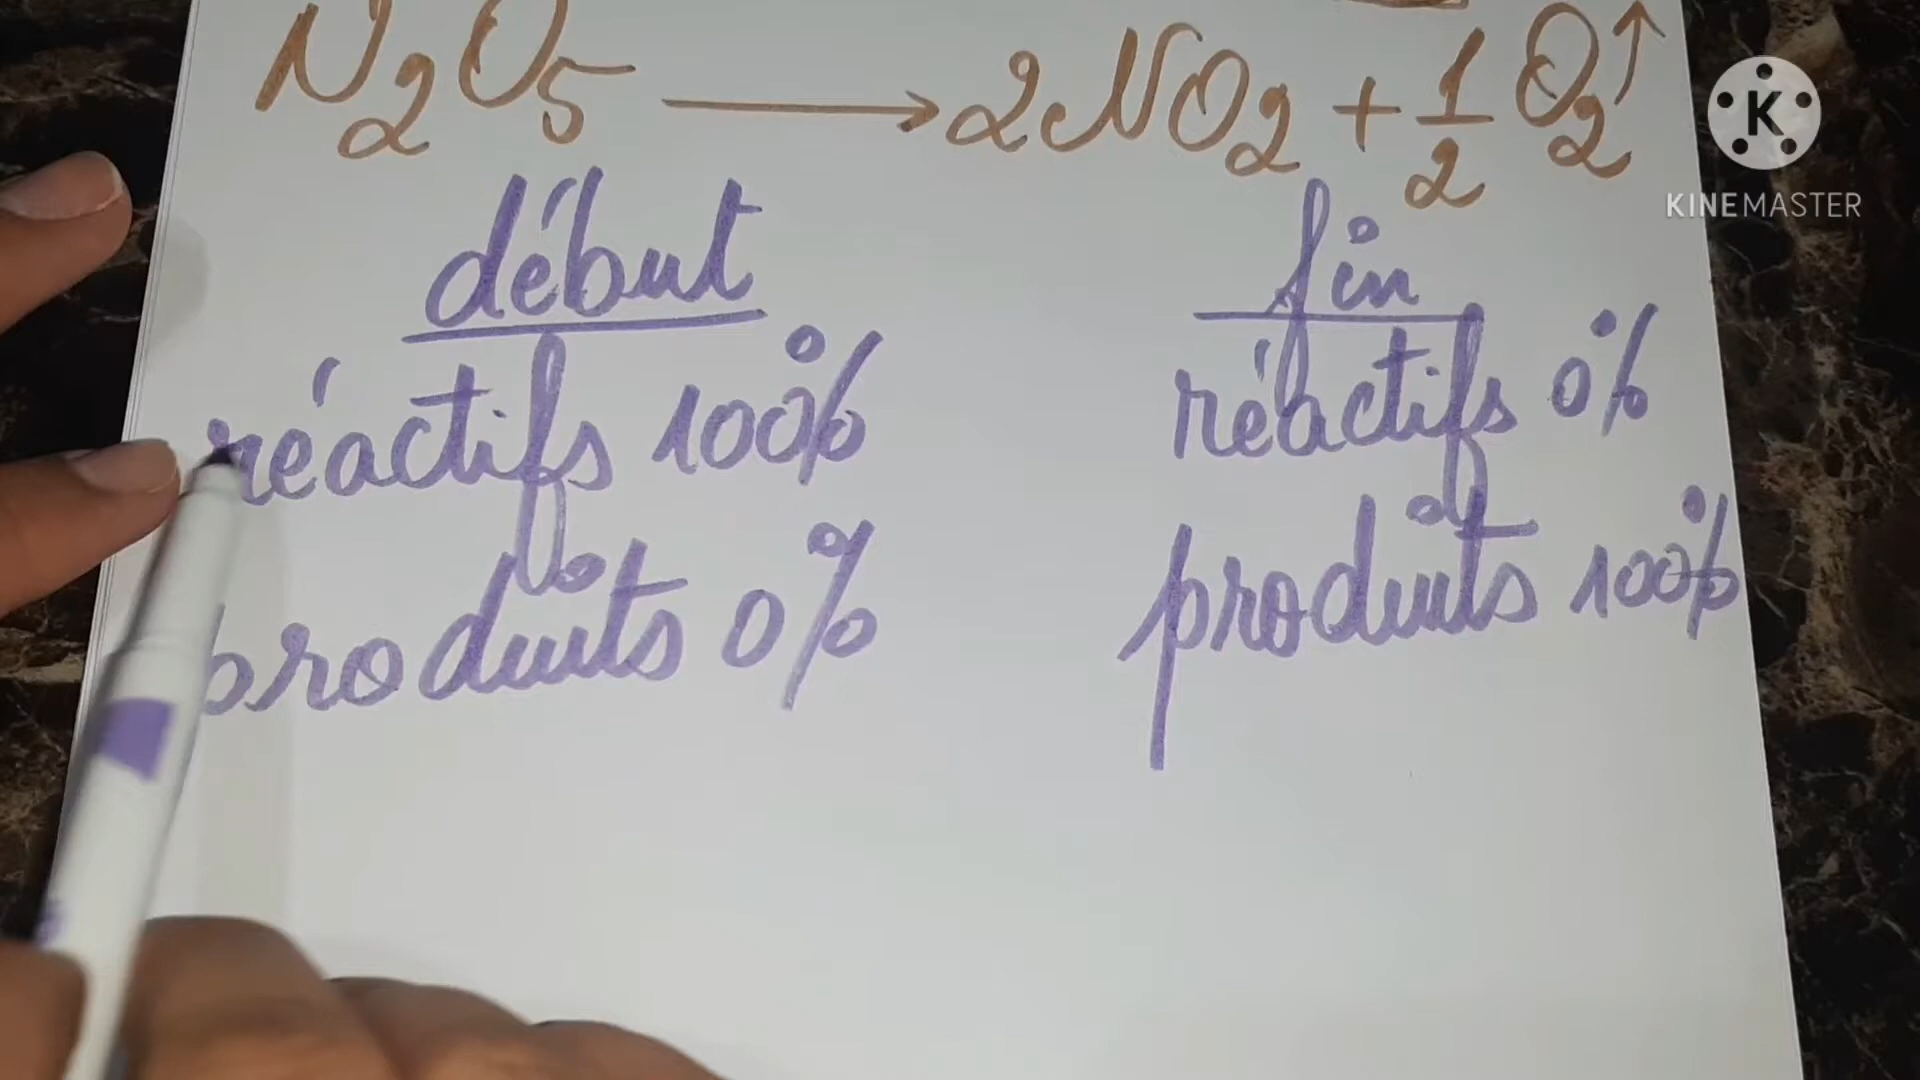 N₂O₅ → 2NO₂ + 1/2 O₂↑
début
réactifs 100%
produits 0%
fin
réactifs 0%
produits 100%
K
KINEMASTER